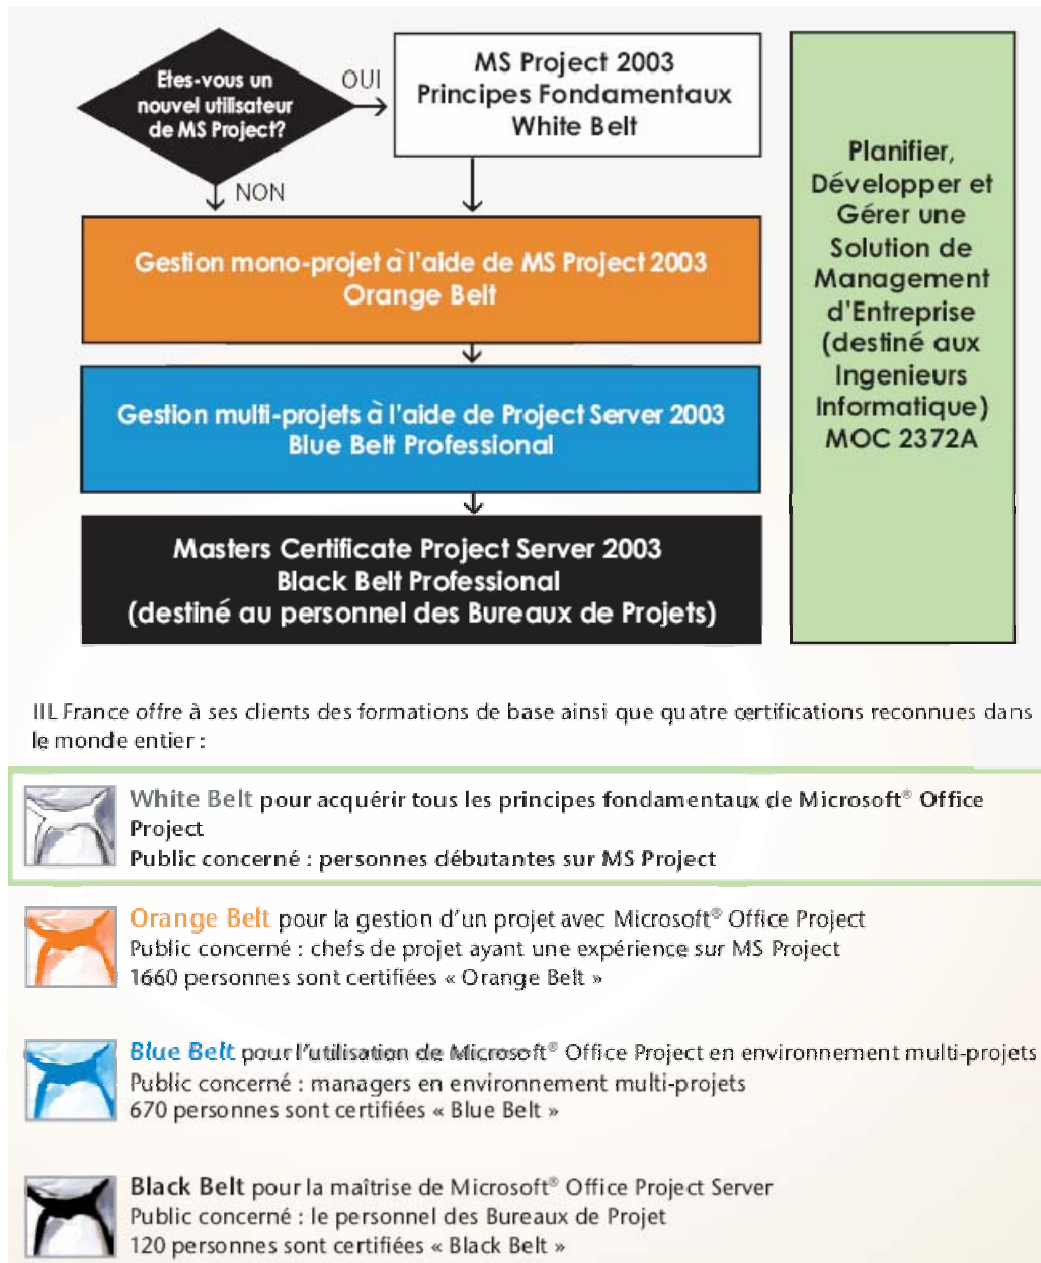 Etes-vous un
nouvel utilisateur
de MS Project?
OUI
NON
MS Project 2003
Principes Fondamentaux
White Belt
Gestion mono-projet à l'aide de MS Project 2003
Orange Belt
Gestion multi-projets à l'aide de Project Server 2003
Blue Belt Professional
Masters Certificate Project Server 2003
Black Belt Professional
(destiné au personnel des Bureaux de Projets)
Planifier,
Développer et
Gérer une
Solution de
Management
d'Entreprise
(destiné aux
Ingenieurs
Informatique)
MOC 2372A
IIL France offre à ses clients des formations de base ainsi que quatre certifications reconnues dans
le monde entier :
White Belt pour acquérir tous les principes fondamentaux de Microsoft® Office
Project
Public concerné : personnes débutantes sur MS Project
Orange Belt pour la gestion d'un projet avec Microsoft® Office Project
Public concerné : chefs de projet ayant une expérience sur MS Project
1660 personnes sont certifiées « Orange Belt »
Blue Belt pour l'utilisation de Microsoft® Office Project en environnement multi-projets
Public concerné : managers en environnement multi-projets
670 personnes sont certifiées « Blue Belt »
Black Belt pour la maîtrise de Microsoft® Office Project Server
Public concerné : le personnel des Bureaux de Projet
120 personnes sont certifiées « Black Belt »